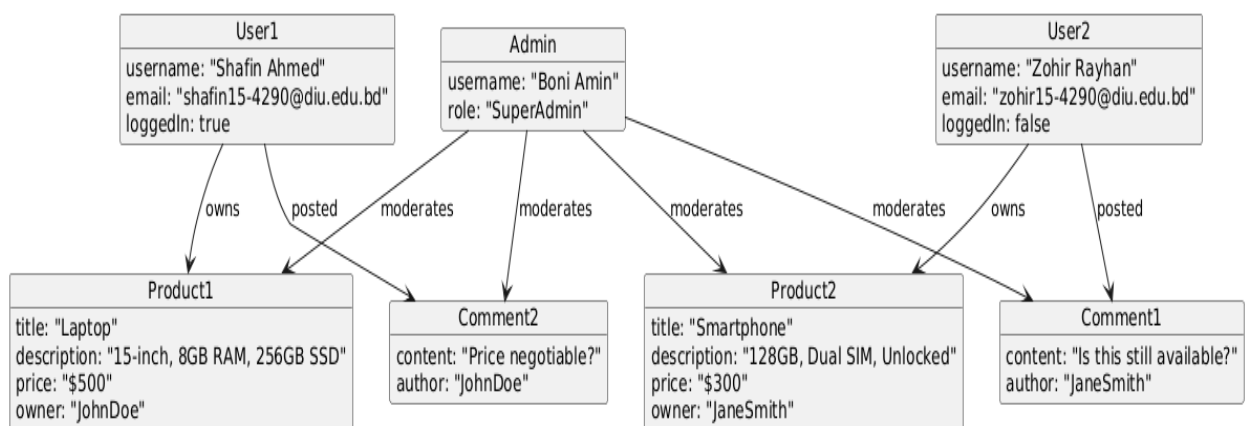 User1
username: "Shafin Ahmed"
email: "shafin15-4290@diu.edu.bd"
loggedIn: true
Admin
username: "Boni Amin"
role: "SuperAdmin"
User2
username: "Zohir Rayhan"
email: "zohir15-4290@diu.edu.bd"
loggedIn: false
owns
posted
moderates
moderates
moderates
moderates
owns
posted
Product1
title: "Laptop"
description: "15-inch, 8GB RAM, 256GB SSD"
price: "$500"
owner: "JohnDoe"
Comment2
content: "Price negotiable?"
author: "JohnDoe"
Product2
title: "Smartphone"
description: "128GB, Dual SIM, Unlocked"
price: "$300"
owner: "JaneSmith"
Comment1
content: "Is this still available?"
author: "JaneSmith"